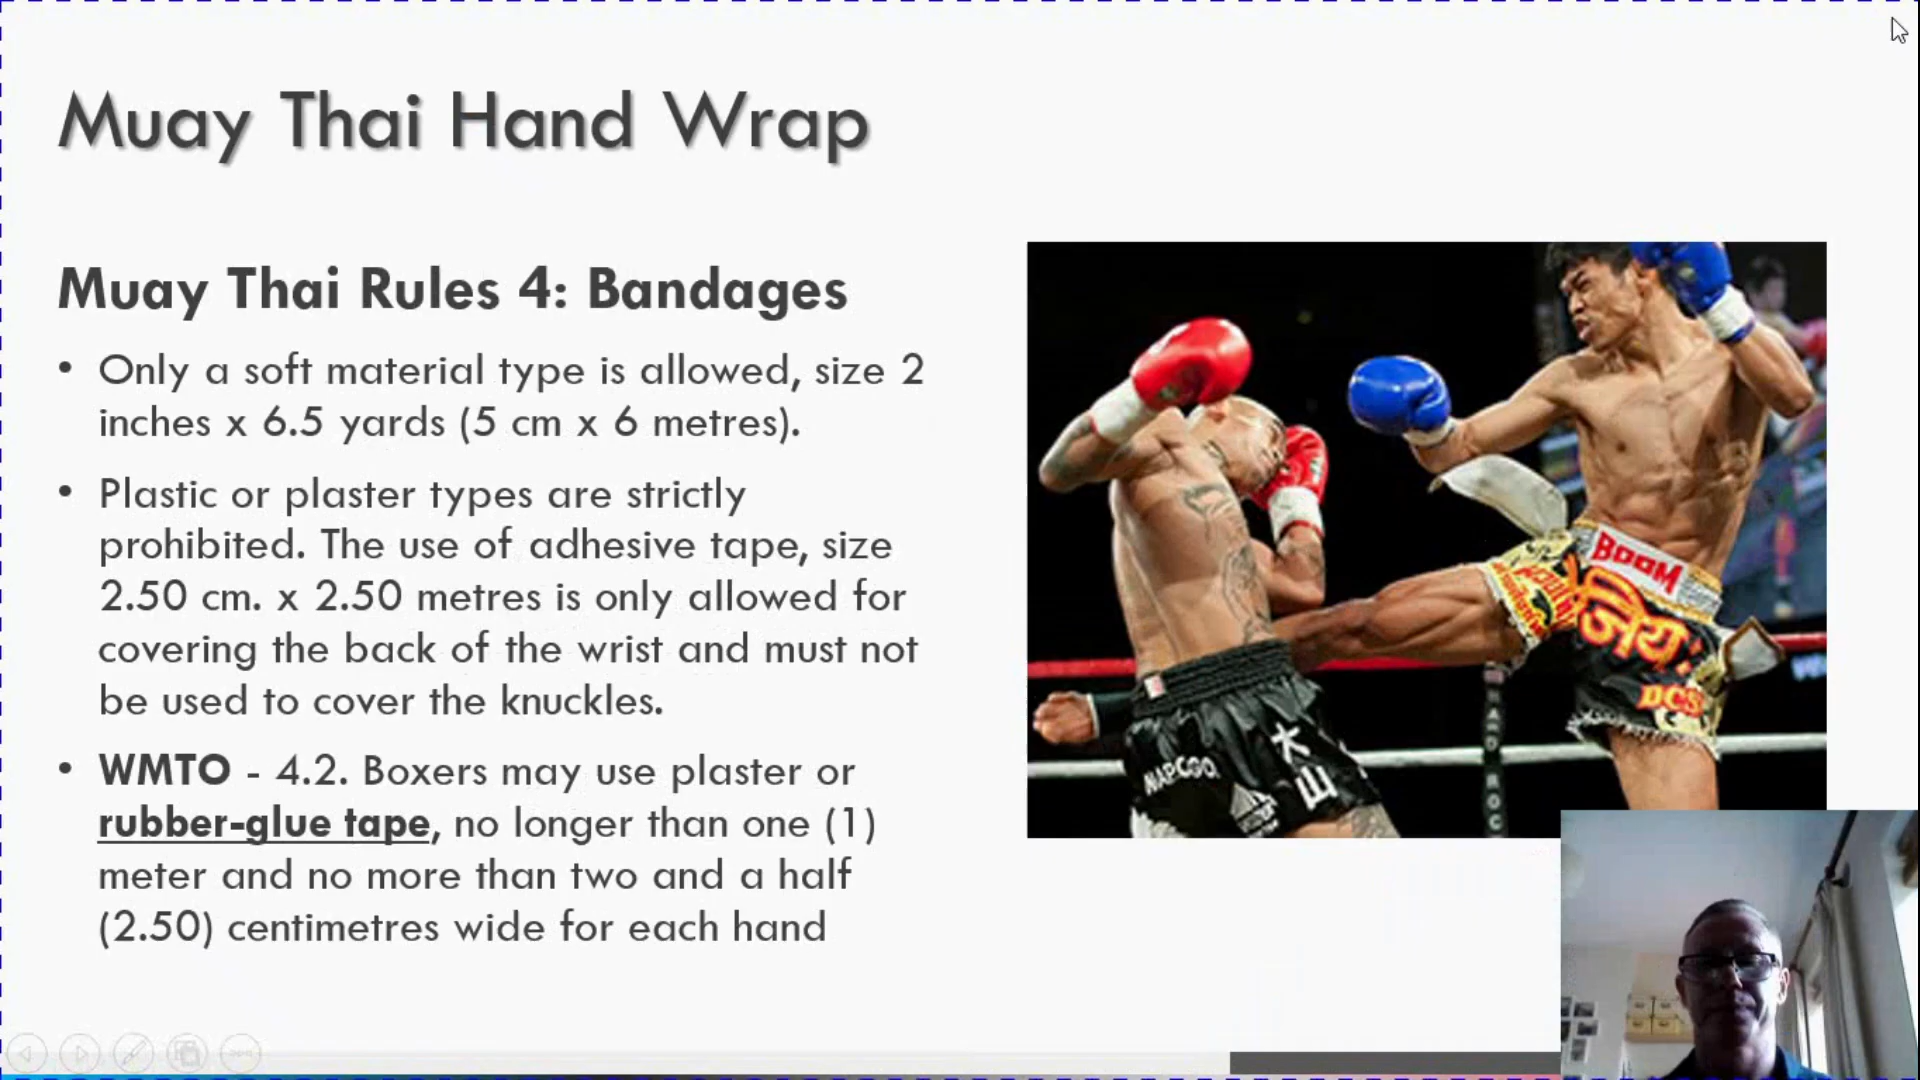 Muay Thai Hand Wrap
Muay Thai Rules 4: Bandages
• Only a soft material type is allowed, size 2
inches x 6.5 yards (5 cm x 6 metres).
• Plastic or plaster types are strictly
prohibited. The use of adhesive tape, size
2.50 cm. x 2.50 metres is only allowed for
covering the back of the wrist and must not
be used to cover the knuckles.
• WMTO - 4.2. Boxers may use plaster or
rubber-glue tape, no longer than one (1)
meter and no more than two and a half
(2.50) centimetres wide for each hand
BOOM
DCS
大
山